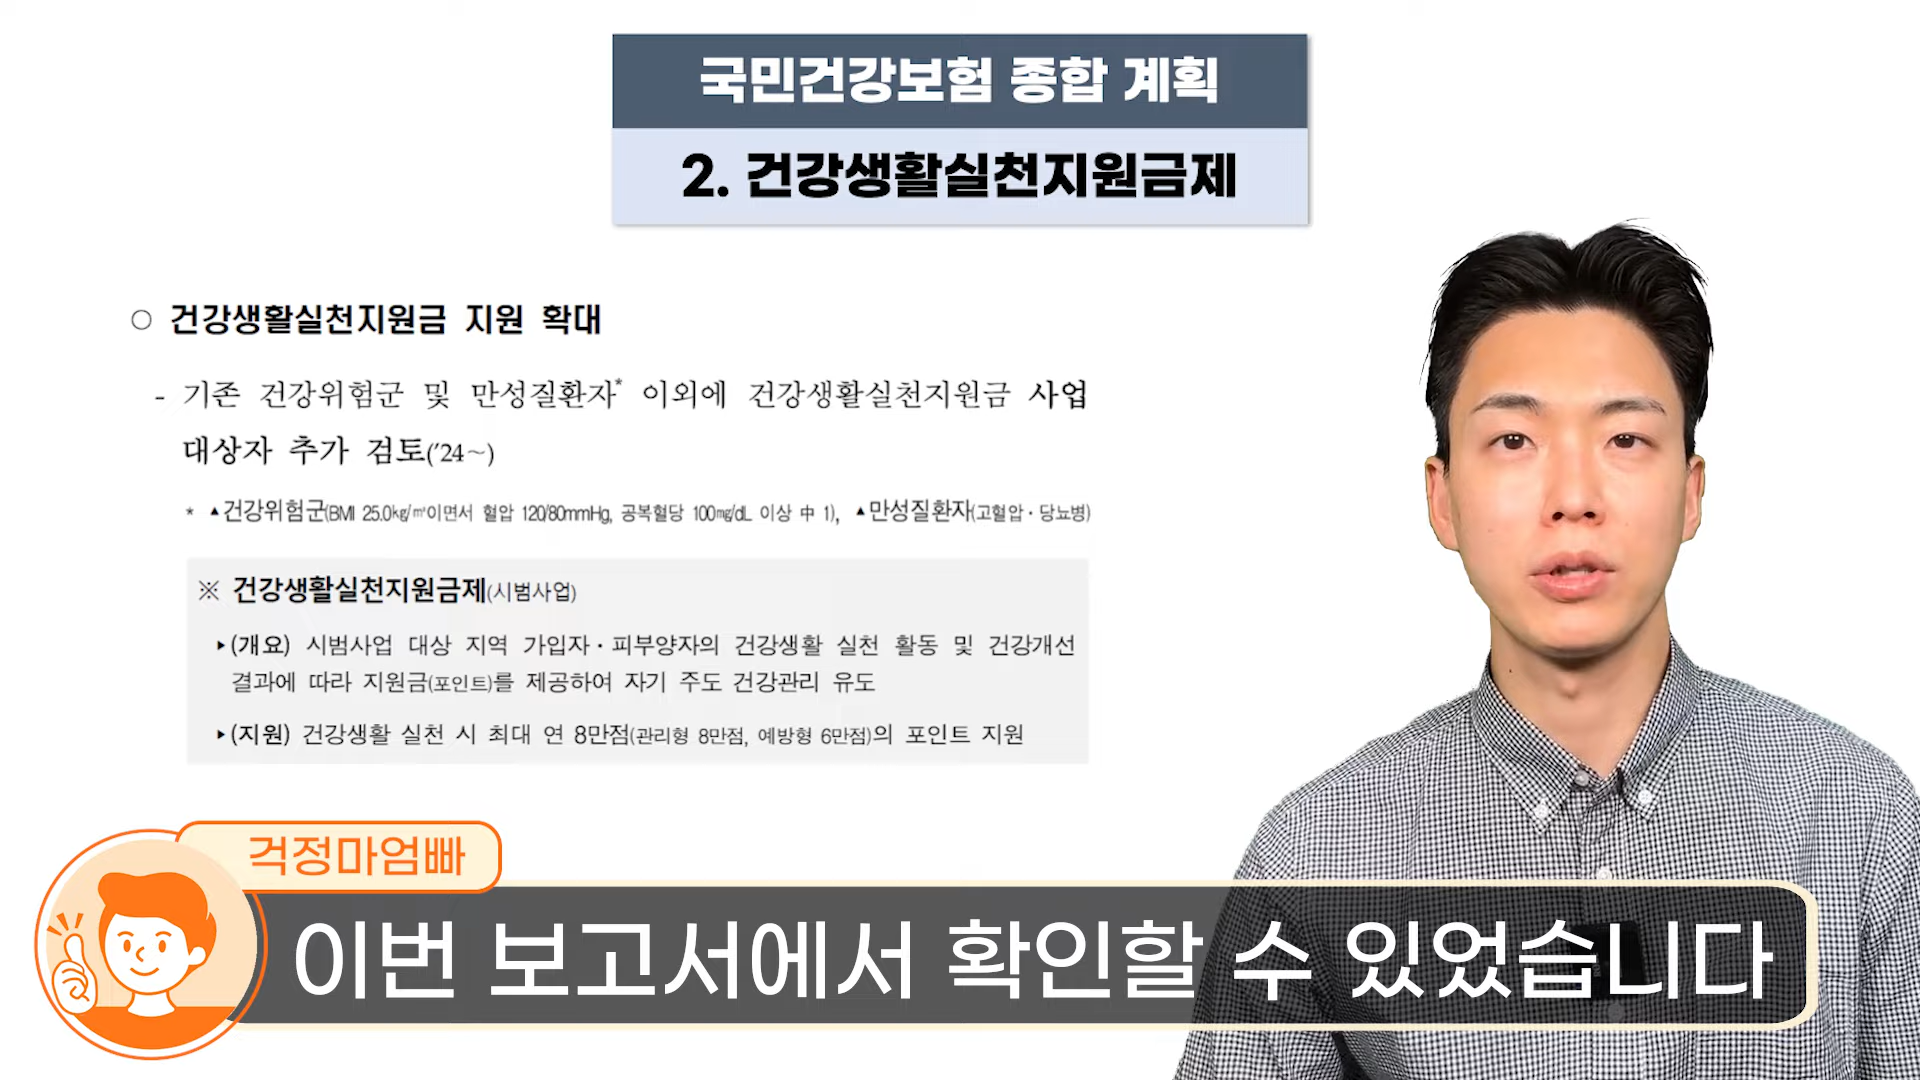 국민건강보험 종합 계획
2. 건강생활실천지원금제
○ 건강생활실천지원금 지원 확대
- 기존 건강위험군 및 만성질환자* 이외에 건강생활실천지원금 사업
대상자 추가 검토('24~)
* ▲건강위험군(BMI 25.0kg/㎡이면서 혈압 120/80mmHg, 공복혈당 100㎎/dL 이상 中 1), ▲만성질환자(고혈압·당뇨병)
※ 건강생활실천지원금제(시범사업)
▸(개요) 시범사업 대상 지역 가입자·피부양자의 건강생활 실천 활동 및 건강개선
결과에 따라 지원금(포인트)를 제공하여 자기 주도 건강관리 유도
▸(지원) 건강생활 실천 시 최대 연 8만점(관리형 8만점, 예방형 6만점)의 포인트 지원
걱정마엄빠
이번 보고서에서 확인할 수 있었습니다